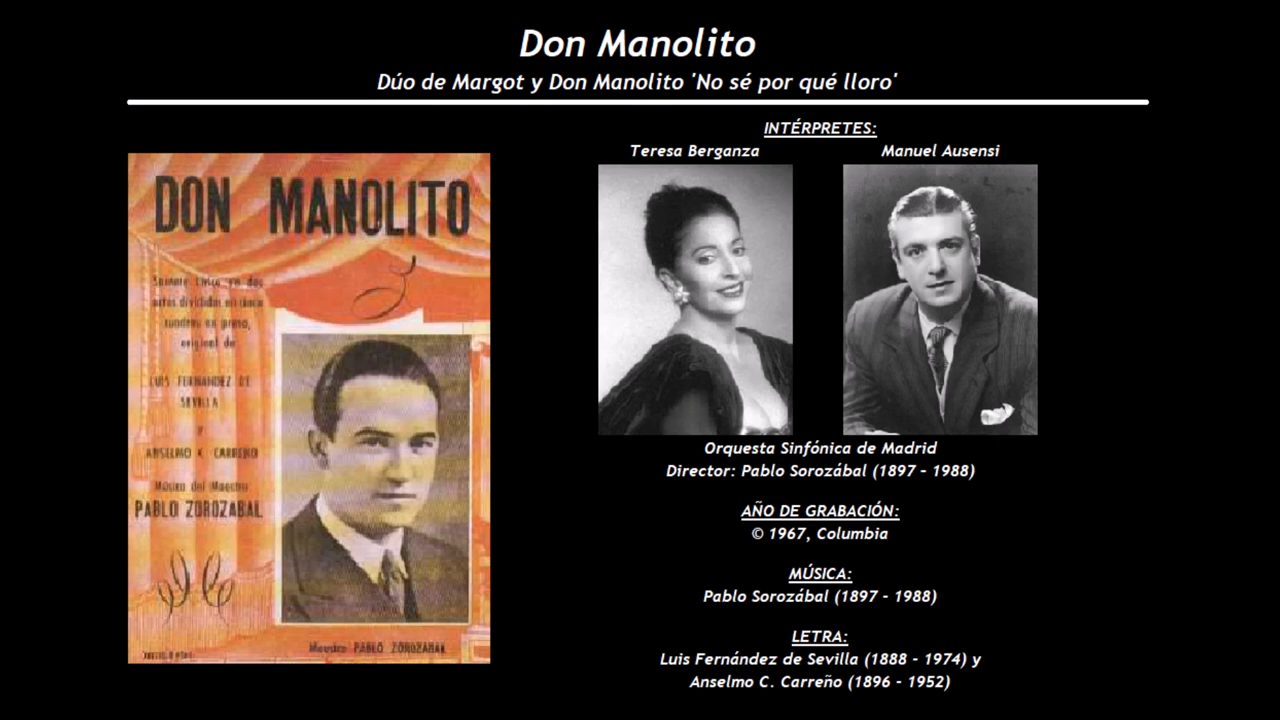 Don Manolito
Dúo de Margot y Don Manolito 'No sé por qué lloro'
DON MANOLITO
Sainete lírico en dos
actos divididos en cinco
cuadros en prosa,
original de
LUIS FERNANDEZ DE
SEVILLA
Y
ANSELMO C. CARREÑO
Música del Maestro
PABLO ZOROZABAL
Maestro PABLO ZOROZABAL
INTÉRPRETES:
Teresa Berganza
Manuel Ausensi
Orquesta Sinfónica de Madrid
Director: Pablo Sorozábal (1897 - 1988)
AÑO DE GRABACIÓN:
© 1967, Columbia
MÚSICA:
Pablo Sorozábal (1897 - 1988)
LETRA:
Luis Fernández de Sevilla (1888 - 1974) y
Anselmo C. Carreño (1896 - 1952)